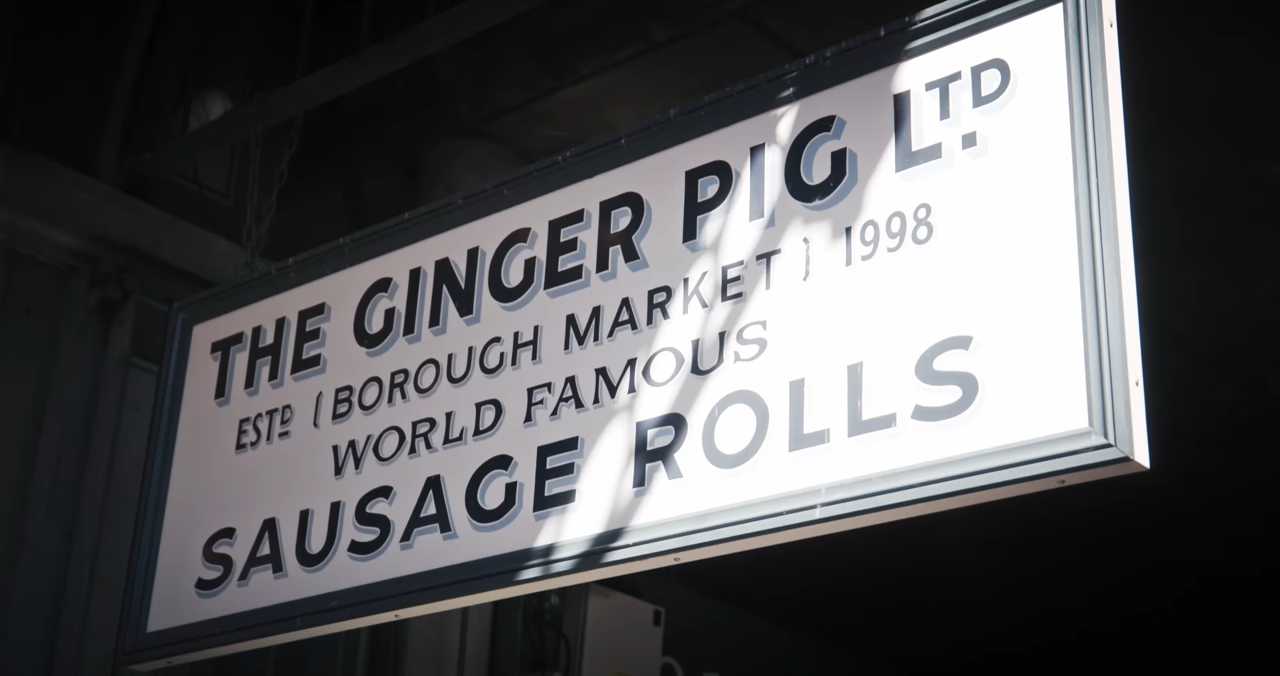 THE GINGER PIG LTD.
ESTD (BOROUGH MARKET) 1998
WORLD FAMOUS
SAUSAGE ROLLS